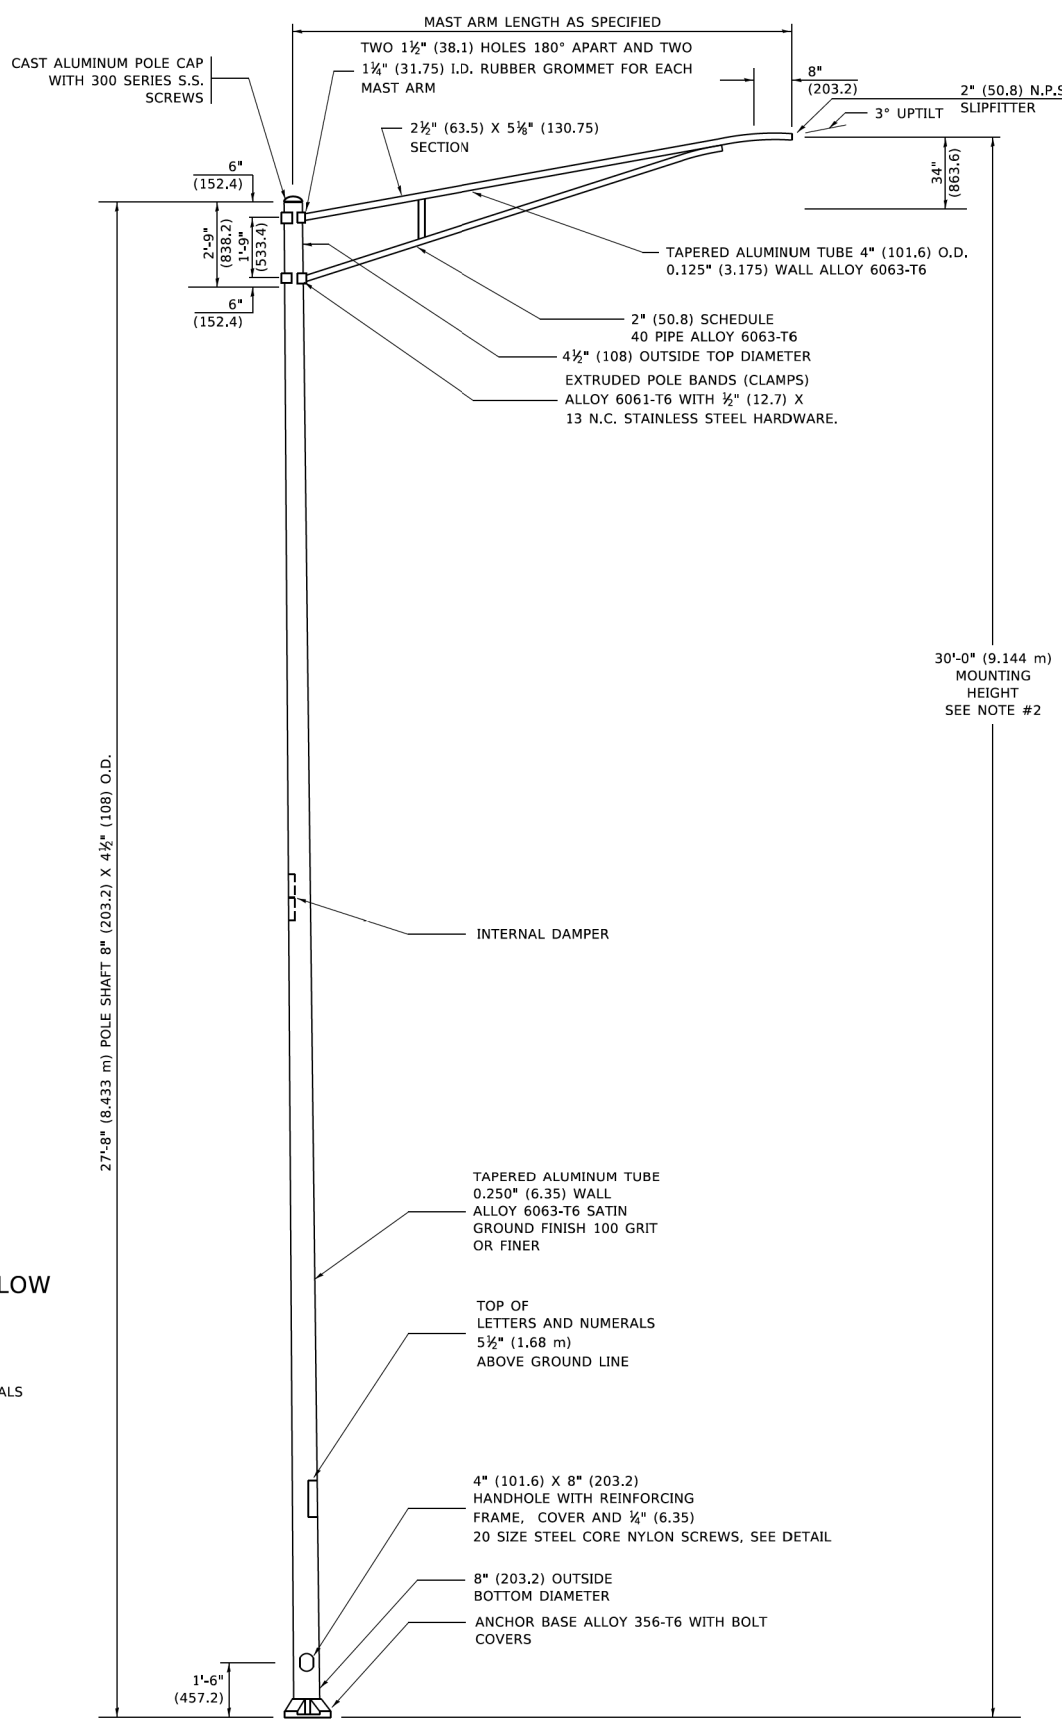 MAST ARM LENGTH AS SPECIFIED
TWO 1½" (38.1) HOLES 180° APART AND TWO
1¼" (31.75) I.D. RUBBER GROMMET FOR EACH
MAST ARM
CAST ALUMINUM POLE CAP
WITH 300 SERIES S.S.
SCREWS
8"
(203.2)
2" (50.8) N.P.S
SLIPFITTER
3° UPTILT
2½" (63.5) X 5⅛" (130.75)
SECTION
34"
(863.6)
6"
(152.4)
2'-9"
(838.2)
1'-9"
(533.4)
6"
(152.4)
TAPERED ALUMINUM TUBE 4" (101.6) O.D.
0.125" (3.175) WALL ALLOY 6063-T6
2" (50.8) SCHEDULE
40 PIPE ALLOY 6063-T6
4½" (108) OUTSIDE TOP DIAMETER
EXTRUDED POLE BANDS (CLAMPS)
ALLOY 6061-T6 WITH ½" (12.7) X
13 N.C. STAINLESS STEEL HARDWARE.
30'-0" (9.144 m)
MOUNTING
HEIGHT
SEE NOTE #2
27'-8" (8.433 m) POLE SHAFT 8" (203.2) X 4½" (108) O.D.
INTERNAL DAMPER
TAPERED ALUMINUM TUBE
0.250" (6.35) WALL
ALLOY 6063-T6 SATIN
GROUND FINISH 100 GRIT
OR FINER
LOW
TOP OF
LETTERS AND NUMERALS
5½" (1.68 m)
ABOVE GROUND LINE
ALS
4" (101.6) X 8" (203.2)
HANDHOLE WITH REINFORCING
FRAME, COVER AND ¼" (6.35)
20 SIZE STEEL CORE NYLON SCREWS, SEE DETAIL
8" (203.2) OUTSIDE
BOTTOM DIAMETER
ANCHOR BASE ALLOY 356-T6 WITH BOLT
COVERS
1'-6"
(457.2)